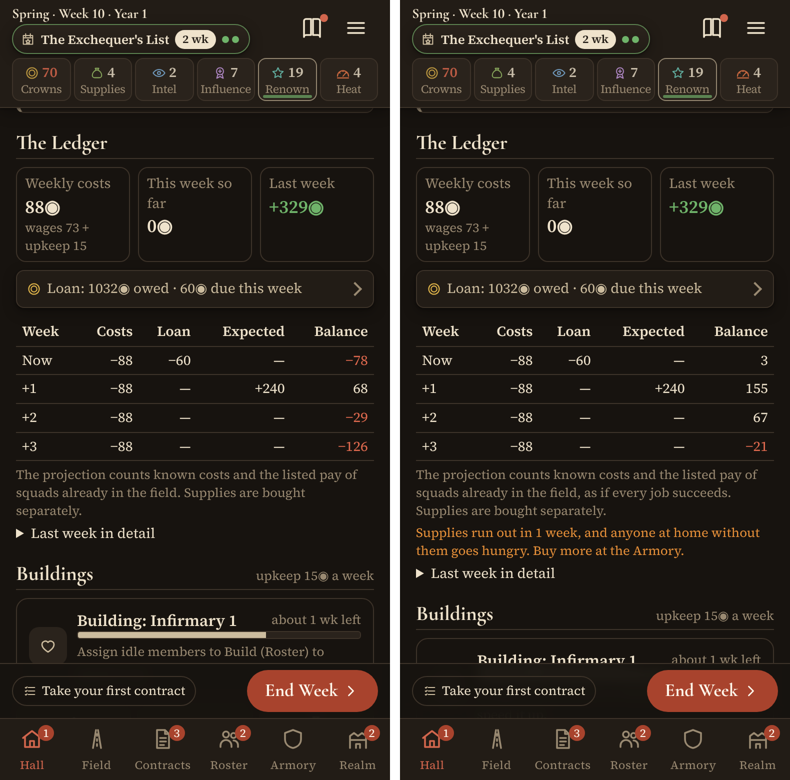 Spring · Week 10 · Year 1
The Exchequer's List 2 wk
70 4 2 7 19 4
Crowns Supplies Intel Influence Renown Heat
The Ledger
Weekly costs This week so far Last week
88◉ 0◉ +329◉
wages 73 +
upkeep 15
Loan: 1032◉ owed · 60◉ due this week
Week Costs Loan Expected Balance
Now −88 −60 — −78
+1 −88 — +240 68
+2 −88 — — −29
+3 −88 — — −126
The projection counts known costs and the listed pay of
squads already in the field. Supplies are bought
separately.
Last week in detail
Buildings upkeep 15◉ a week
Building: Infirmary 1 about 1 wk left
Assign idle members to Build (Roster) to
Take your first contract End Week
1 3 2 2
Hall Field Contracts Roster Armory Realm
Spring · Week 10 · Year 1
The Exchequer's List 2 wk
70 4 2 7 19 4
Crowns Supplies Intel Influence Renown Heat
The Ledger
Weekly costs This week so far Last week
88◉ 0◉ +329◉
wages 73 +
upkeep 15
Loan: 1032◉ owed · 60◉ due this week
Week Costs Loan Expected Balance
Now −88 −60 — 3
+1 −88 — +240 155
+2 −88 — — 67
+3 −88 — — −21
The projection counts known costs and the listed pay of
squads already in the field, as if every job succeeds.
Supplies are bought separately.
Supplies run out in 1 week, and anyone at home without
them goes hungry. Buy more at the Armory.
Last week in detail
Buildings upkeep 15◉ a week
Building: Infirmary 1 about 1 wk left
Take your first contract End Week
1 3 2 2
Hall Field Contracts Roster Armory Realm